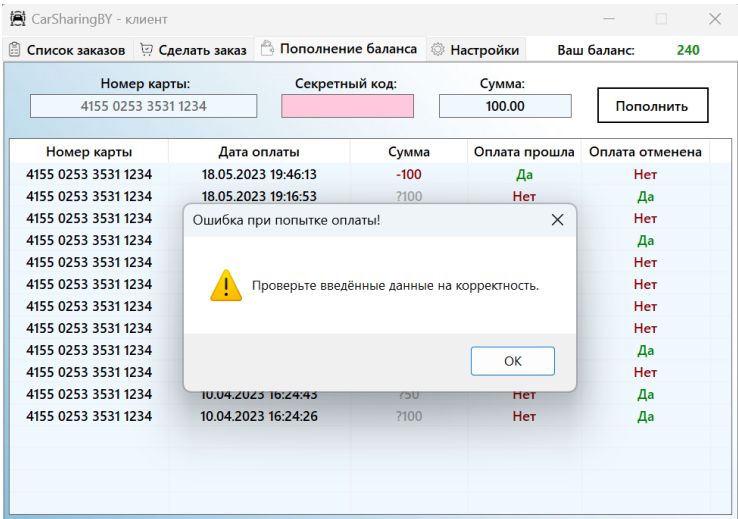 CarSharingBY - клиент
Список заказов Сделать заказ Пополнение баланса Настройки Ваш баланс: 240
Номер карты: Секретный код: Сумма:
4155 0253 3531 1234 100.00 Пополнить
Номер карты Дата оплаты Сумма Оплата прошла Оплата отменена
4155 0253 3531 1234 18.05.2023 19:46:13 -100 Да Нет
4155 0253 3531 1234 18.05.2023 19:16:53 ?100 Нет Да
4155 0253 3531 1234 Нет
Ошибка при попытке оплаты!
4155 0253 3531 1234 Да
4155 0253 3531 1234 Нет
4155 0253 3531 1234 Нет
Проверьте введённые данные на корректность.
4155 0253 3531 1234 Нет
4155 0253 3531 1234 Нет
4155 0253 3531 1234 Да
OK
4155 0253 3531 1234 Нет
4155 0253 3531 1234 10.04.2023 16:24:43 ?50 Нет Да
4155 0253 3531 1234 10.04.2023 16:24:26 ?100 Нет Да